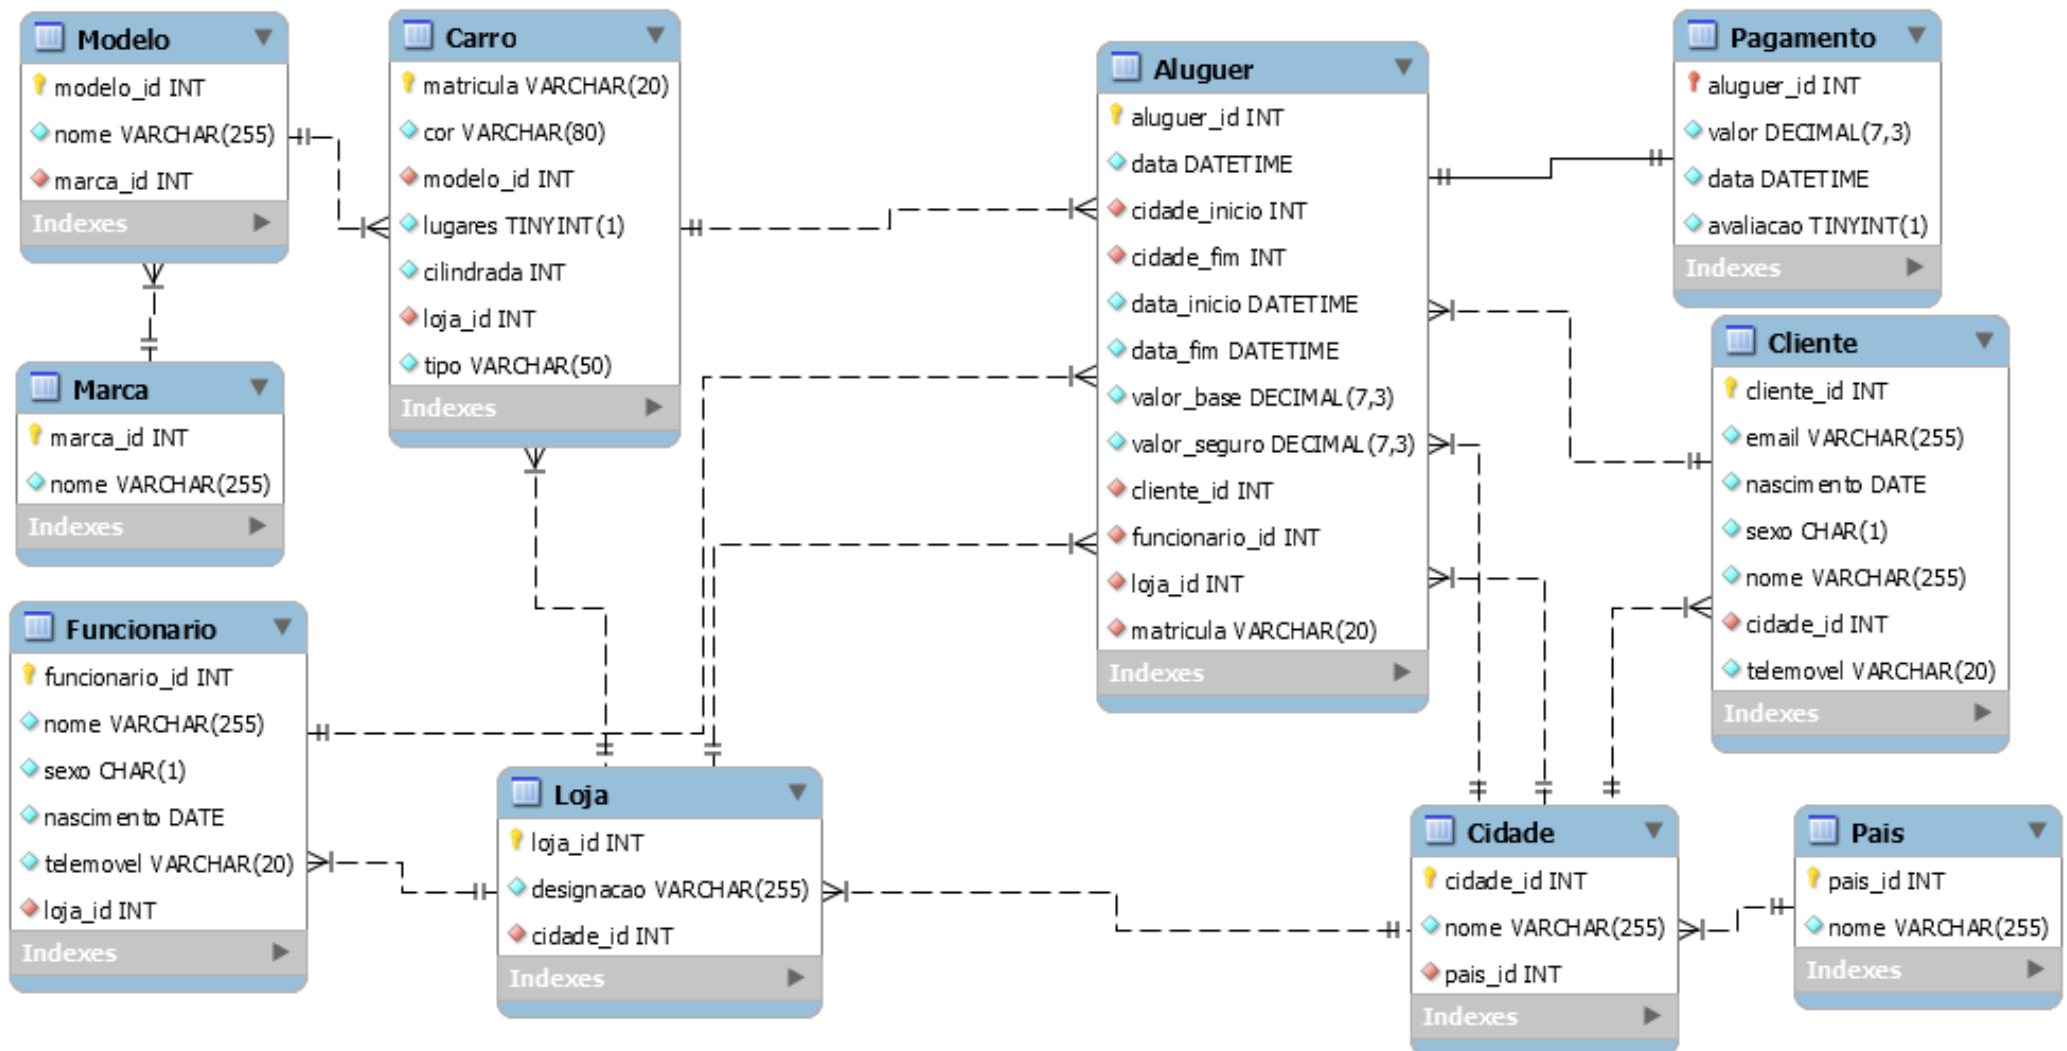 Modelo
modelo_id INT
nome VARCHAR(255)
marca_id INT
Indexes
Marca
marca_id INT
nome VARCHAR(255)
Indexes
Funcionario
funcionario_id INT
nome VARCHAR(255)
sexo CHAR(1)
nascimento DATE
telemovel VARCHAR(20)
loja_id INT
Indexes
Carro
matricula VARCHAR(20)
cor VARCHAR(80)
modelo_id INT
lugares TINYINT(1)
cilindrada INT
loja_id INT
tipo VARCHAR(50)
Indexes
Loja
loja_id INT
designacao VARCHAR(255)
cidade_id INT
Indexes
Aluguer
aluguer_id INT
data DATETIME
cidade_inicio INT
cidade_fim INT
data_inicio DATETIME
data_fim DATETIME
valor_base DECIMAL(7,3)
valor_seguro DECIMAL(7,3)
cliente_id INT
funcionario_id INT
loja_id INT
matricula VARCHAR(20)
Indexes
Pagamento
aluguer_id INT
valor DECIMAL(7,3)
data DATETIME
avaliacao TINYINT(1)
Indexes
Cliente
cliente_id INT
email VARCHAR(255)
nascimento DATE
sexo CHAR(1)
nome VARCHAR(255)
cidade_id INT
telemovel VARCHAR(20)
Indexes
Cidade
cidade_id INT
nome VARCHAR(255)
pais_id INT
Indexes
Pais
pais_id INT
nome VARCHAR(255)
Indexes